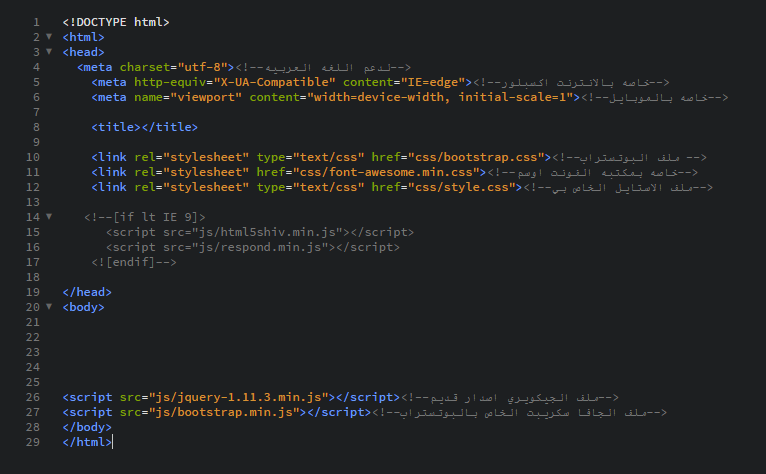 1 <!DOCTYPE html>
2 <html>
3 <head>
4 <meta charset="utf-8"><!--لدعم اللغه العربيه-->
5 <meta http-equiv="X-UA-Compatible" content="IE=edge"><!--خاصه بالانترنت اكسبلور-->
6 <meta name="viewport" content="width=device-width, initial-scale=1"><!--خاصه بالموبايل-->
7
8 <title></title>
9
10 <link rel="stylesheet" type="text/css" href="css/bootstrap.css"><!--ملف البوتستراب -->
11 <link rel="stylesheet" href="css/font-awesome.min.css"><!--خاصه بمكتبه الفونت اوسم-->
12 <link rel="stylesheet" type="text/css" href="css/style.css"><!--ملف الاستايل الخاص بي-->
13
14 <!--[if lt IE 9]>
15 <script src="js/html5shiv.min.js"></script>
16 <script src="js/respond.min.js"></script>
17 <![endif]-->
18
19 </head>
20 <body>
21
22
23
24
25
26 <script src="js/jquery-1.11.3.min.js"></script><!--ملف الجيكويري اصدار قديم-->
27 <script src="js/bootstrap.min.js"></script><!--ملف الجافا سكريبت الخاص بالبوتستراب-->
28 </body>
29 </html>